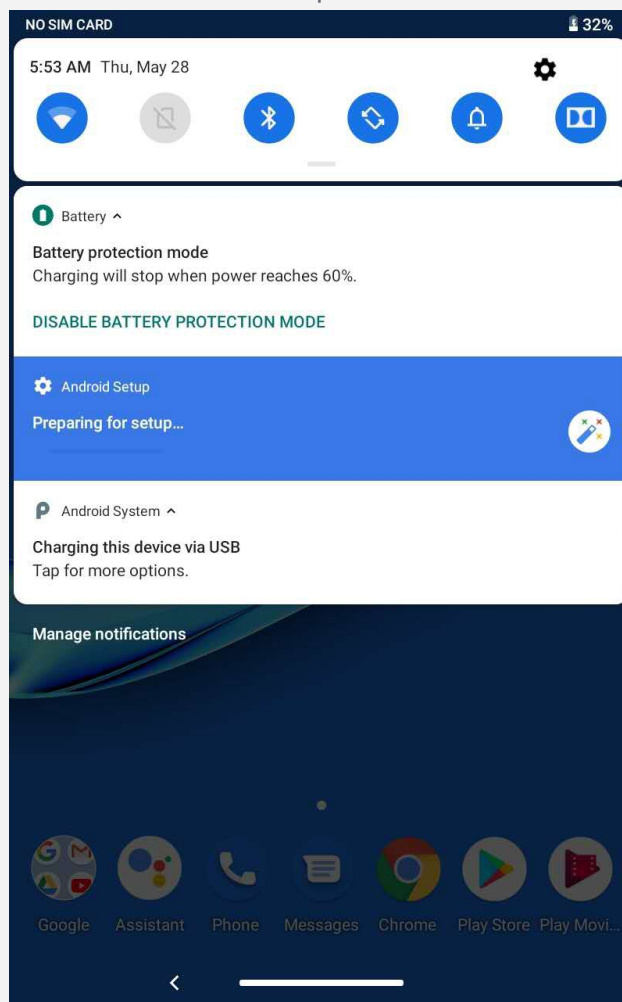 NO SIM CARD 32%
5:53 AM Thu, May 28
Battery
Battery protection mode
Charging will stop when power reaches 60%.
DISABLE BATTERY PROTECTION MODE
Android Setup
Preparing for setup...
Android System
Charging this device via USB
Tap for more options.
Manage notifications
Google Assistant Phone Messages Chrome Play Store Play Movi...